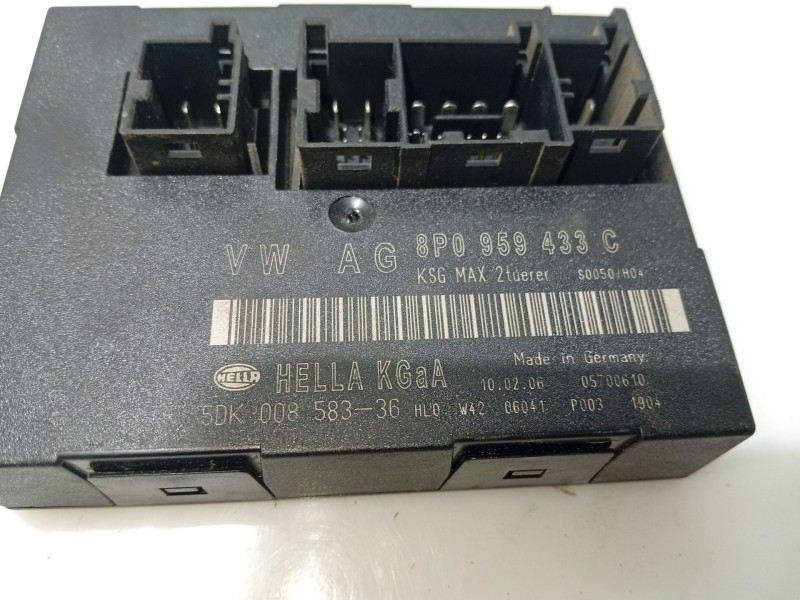 VW AG 8P0 959 433 C
KSG MAX 2tuerer S0050/H04
Made in Germany
HELLA HELLA KGaA 10.02.06 05700610
5DK 008 583-36 HL0 W42 06041 P003 1904